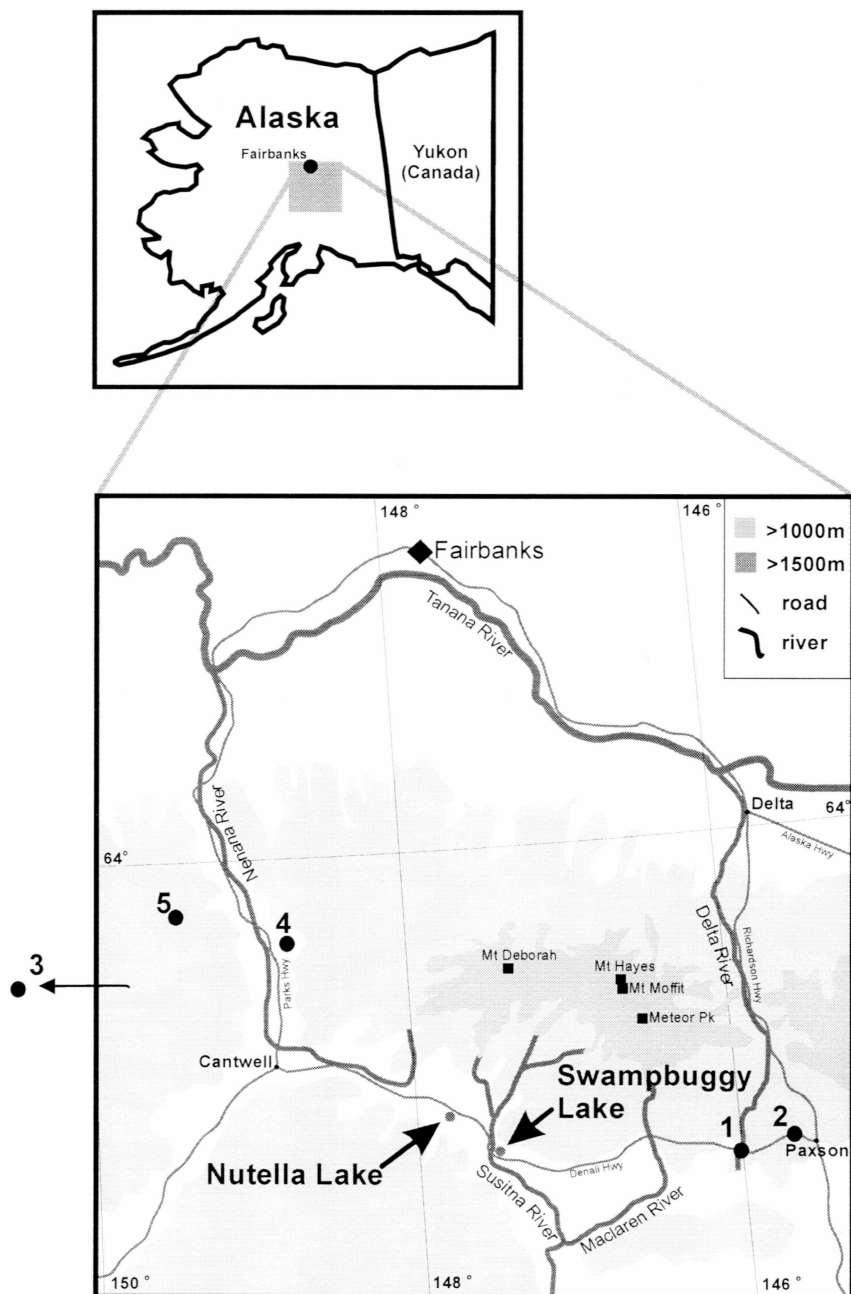 Alaska
Fairbanks
Yukon
(Canada)
148°
146°
>1000m
>1500m
road
river
Fairbanks
Tanana River
Delta
64°
Alaska Hwy
Nenana River
64°
5
4
3
Parks Hwy
Delta River
Richardson Hwy
Mt Deborah
Mt Hayes
Mt Moffit
Meteor Pk
Cantwell
Swampbuggy
Lake
1
2
Paxson
Nutella Lake
Denali Hwy
Susitna River
Maclaren River
150°
148°
146°